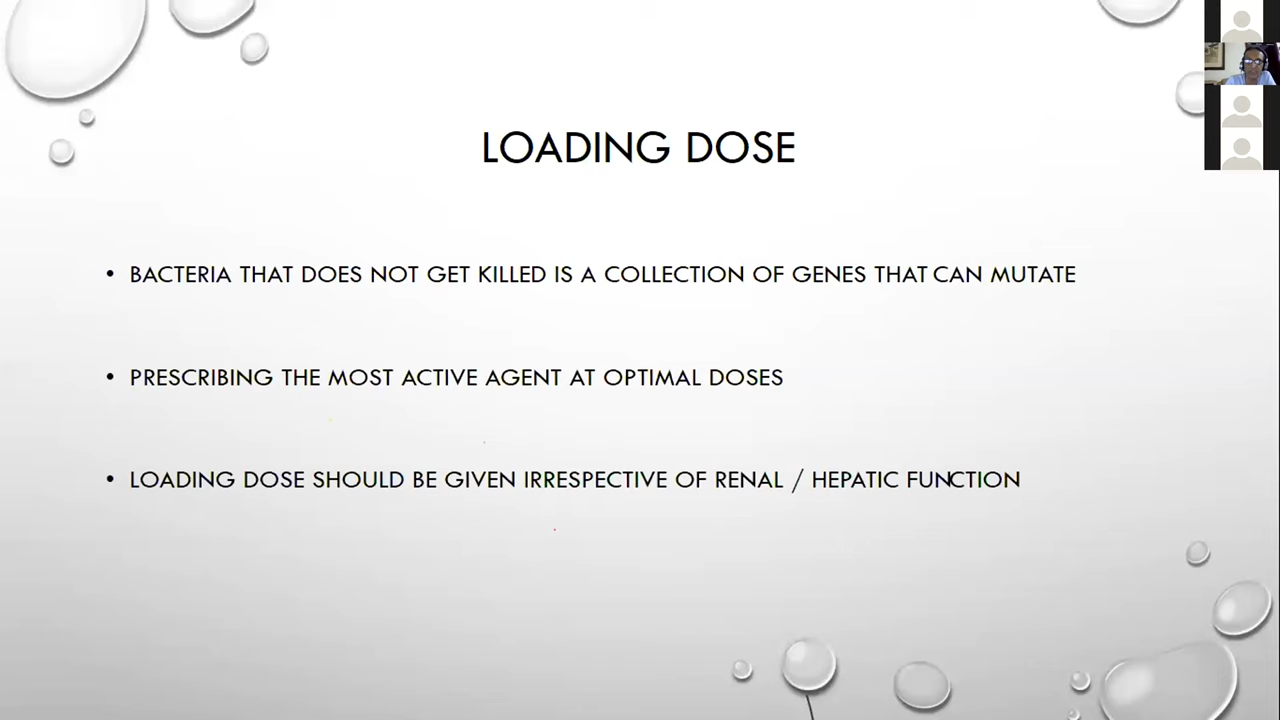 LOADING DOSE
• BACTERIA THAT DOES NOT GET KILLED IS A COLLECTION OF GENES THAT CAN MUTATE
• PRESCRIBING THE MOST ACTIVE AGENT AT OPTIMAL DOSES
• LOADING DOSE SHOULD BE GIVEN IRRESPECTIVE OF RENAL / HEPATIC FUNCTION